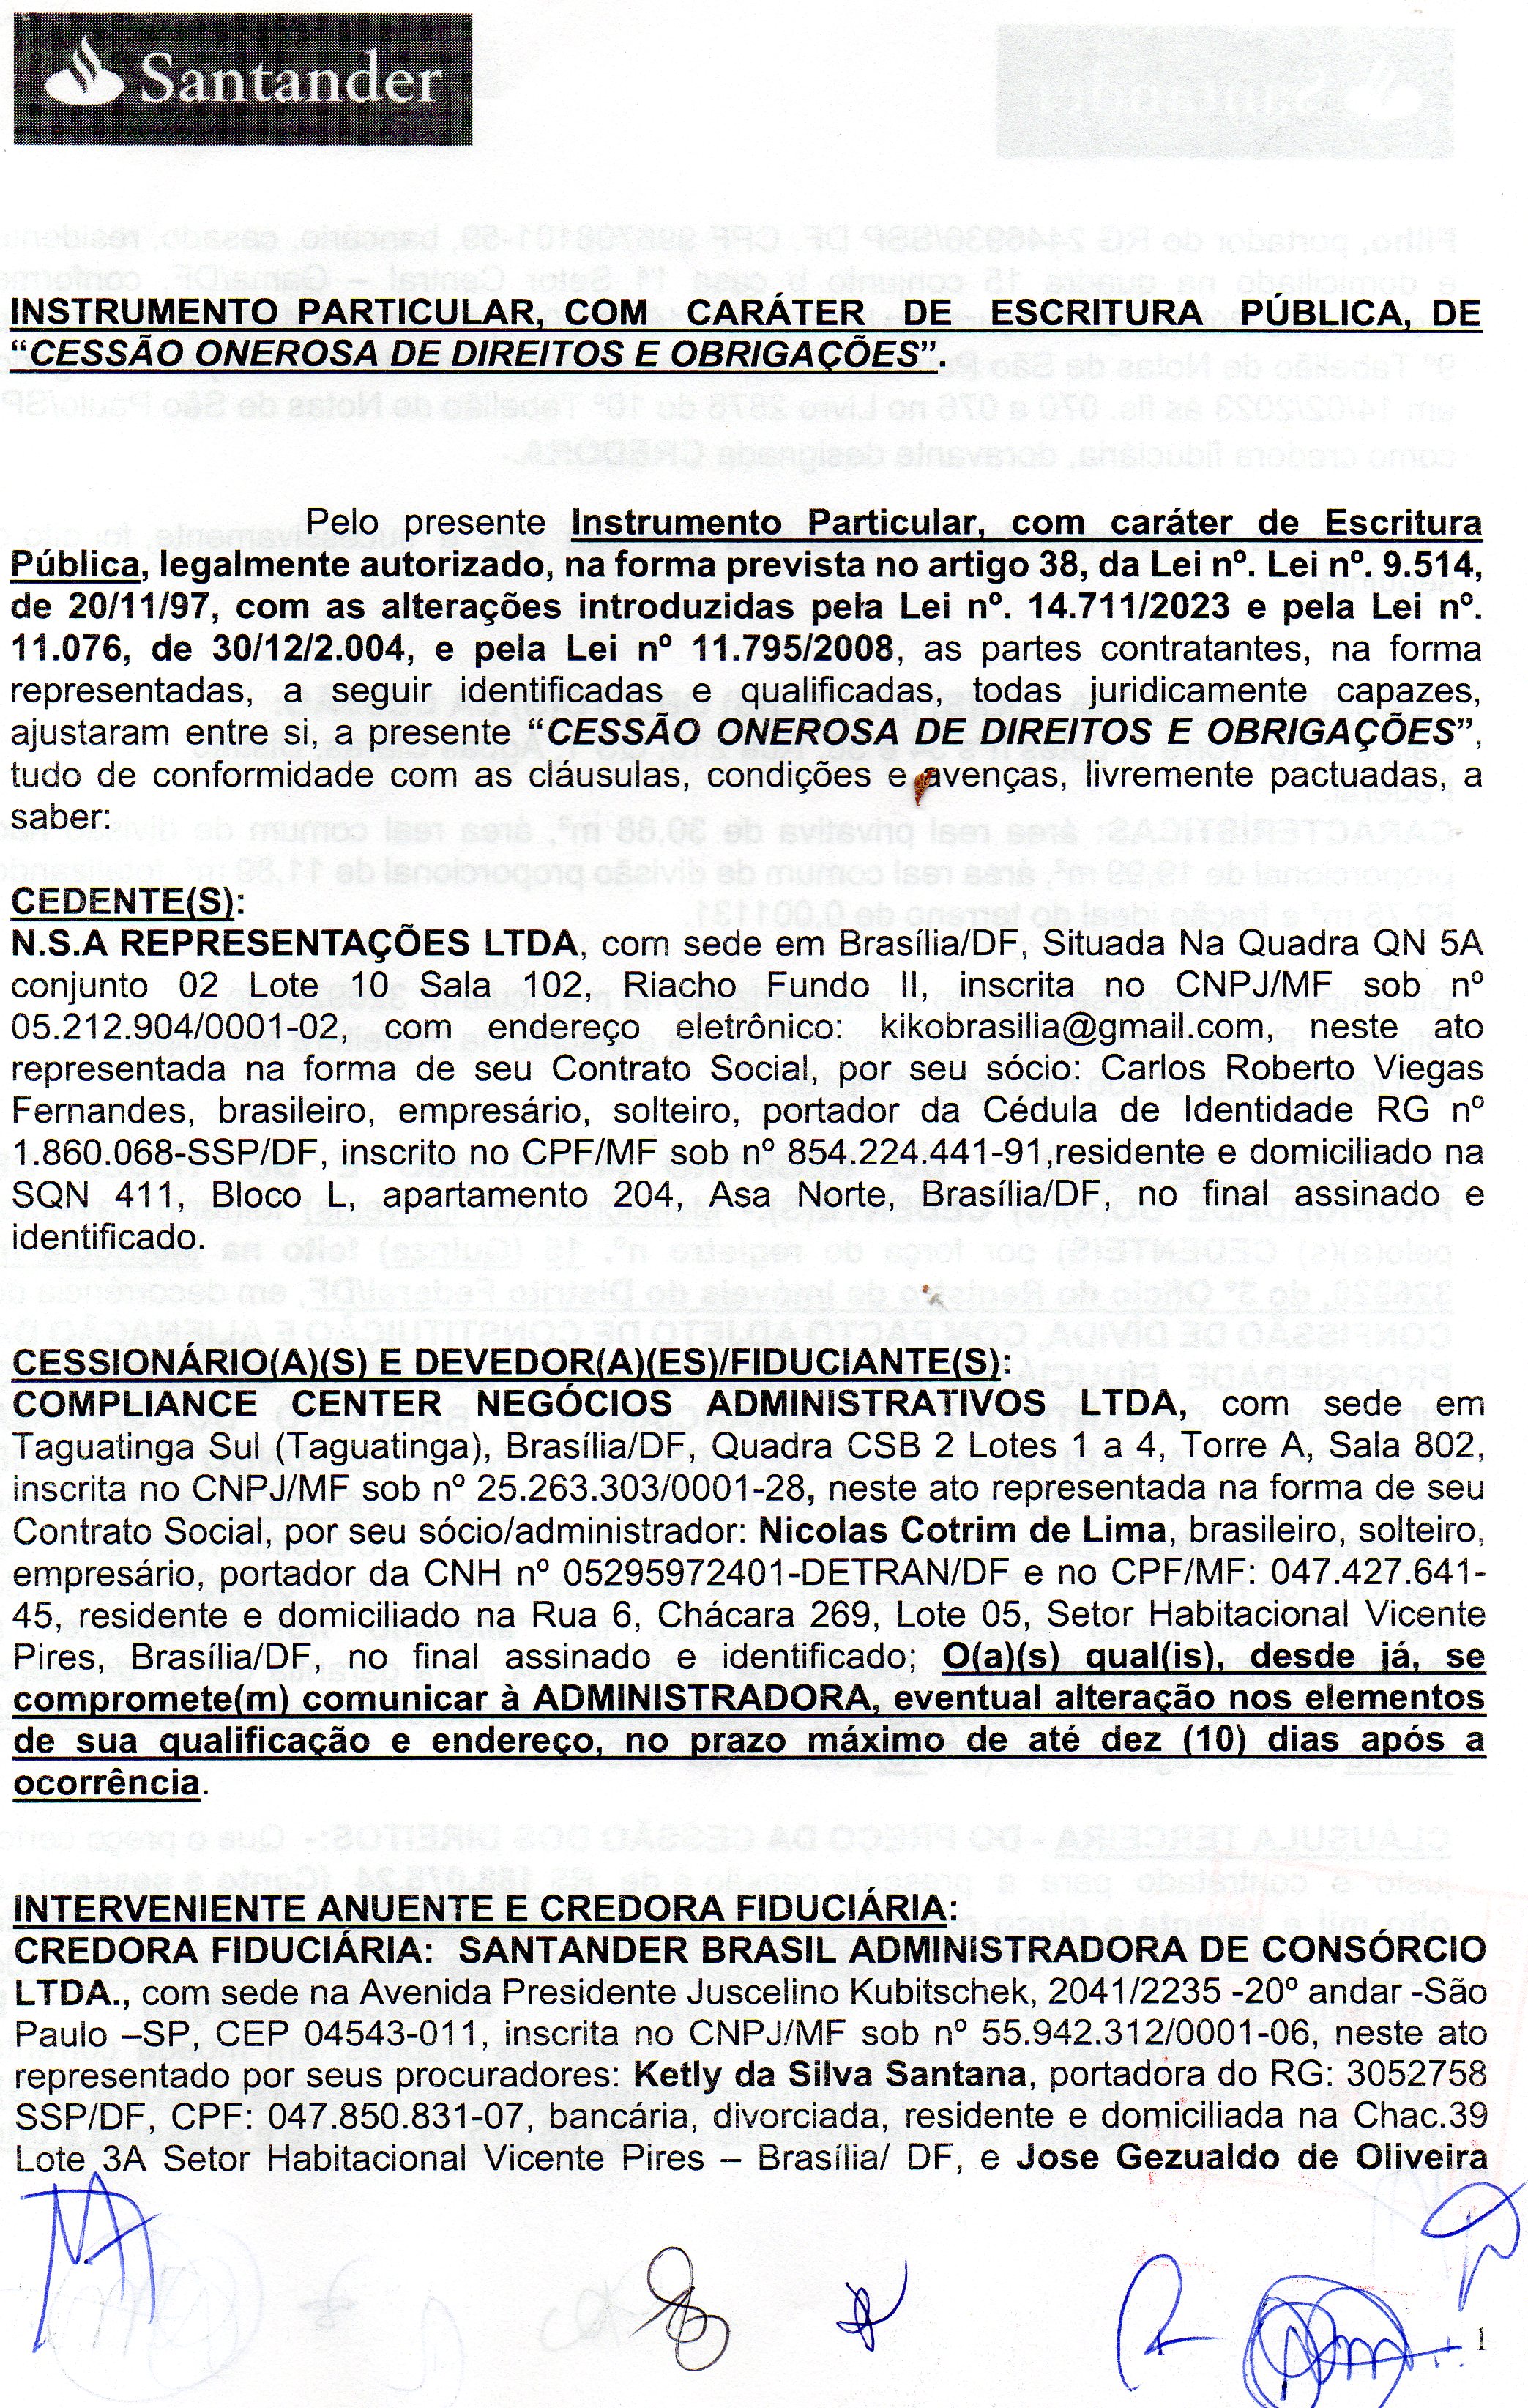 Santander
INSTRUMENTO PARTICULAR, COM CARÁTER DE ESCRITURA PÚBLICA, DE
“CESSÃO ONEROSA DE DIREITOS E OBRIGAÇÕES”.
Pelo presente Instrumento Particular, com caráter de Escritura
Pública, legalmente autorizado, na forma prevista no artigo 38, da Lei nº. Lei nº. 9.514,
de 20/11/97, com as alterações introduzidas pela Lei nº. 14.711/2023 e pela Lei nº.
11.076, de 30/12/2.004, e pela Lei nº 11.795/2008, as partes contratantes, na forma
representadas, a seguir identificadas e qualificadas, todas juridicamente capazes,
ajustaram entre si, a presente “CESSÃO ONEROSA DE DIREITOS E OBRIGAÇÕES”,
tudo de conformidade com as cláusulas, condições e avenças, livremente pactuadas, a
saber:
CEDENTE(S):
N.S.A REPRESENTAÇÕES LTDA, com sede em Brasília/DF, Situada Na Quadra QN 5A
conjunto 02 Lote 10 Sala 102, Riacho Fundo II, inscrita no CNPJ/MF sob nº
05.212.904/0001-02, com endereço eletrônico: kikobrasilia@gmail.com, neste ato
representada na forma de seu Contrato Social, por seu sócio: Carlos Roberto Viegas
Fernandes, brasileiro, empresário, solteiro, portador da Cédula de Identidade RG nº
1.860.068-SSP/DF, inscrito no CPF/MF sob nº 854.224.441-91,residente e domiciliado na
SQN 411, Bloco L, apartamento 204, Asa Norte, Brasília/DF, no final assinado e
identificado.
CESSIONÁRIO(A)(S) E DEVEDOR(A)(ES)/FIDUCIANTE(S):
COMPLIANCE CENTER NEGÓCIOS ADMINISTRATIVOS LTDA, com sede em
Taguatinga Sul (Taguatinga), Brasília/DF, Quadra CSB 2 Lotes 1 a 4, Torre A, Sala 802,
inscrita no CNPJ/MF sob nº 25.263.303/0001-28, neste ato representada na forma de seu
Contrato Social, por seu sócio/administrador: Nicolas Cotrim de Lima, brasileiro, solteiro,
empresário, portador da CNH nº 05295972401-DETRAN/DF e no CPF/MF: 047.427.641-
45, residente e domiciliado na Rua 6, Chácara 269, Lote 05, Setor Habitacional Vicente
Pires, Brasília/DF, no final assinado e identificado; O(a)(s) qual(is), desde já, se
compromete(m) comunicar à ADMINISTRADORA, eventual alteração nos elementos
de sua qualificação e endereço, no prazo máximo de até dez (10) dias após a
ocorrência.
INTERVENIENTE ANUENTE E CREDORA FIDUCIÁRIA:
CREDORA FIDUCIÁRIA: SANTANDER BRASIL ADMINISTRADORA DE CONSÓRCIO
LTDA., com sede na Avenida Presidente Juscelino Kubitschek, 2041/2235 -20º andar -São
Paulo –SP, CEP 04543-011, inscrita no CNPJ/MF sob nº 55.942.312/0001-06, neste ato
representado por seus procuradores: Ketly da Silva Santana, portadora do RG: 3052758
SSP/DF, CPF: 047.850.831-07, bancária, divorciada, residente e domiciliada na Chac.39
Lote 3A Setor Habitacional Vicente Pires – Brasília/ DF, e Jose Gezualdo de Oliveira
1